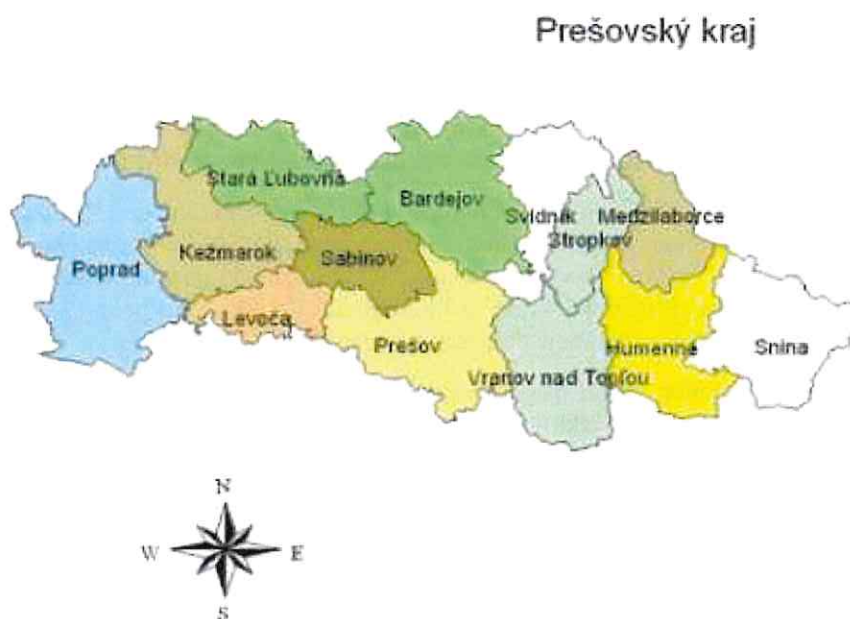 Prešovský kraj
Stará Ľubovňa
Bardejov
Svidník
Stropkov
Medzilaborce
Poprad
Kežmarok
Sabinov
Levoča
Prešov
Vranov nad Topľou
Humenné
Snina
N
W
E
S